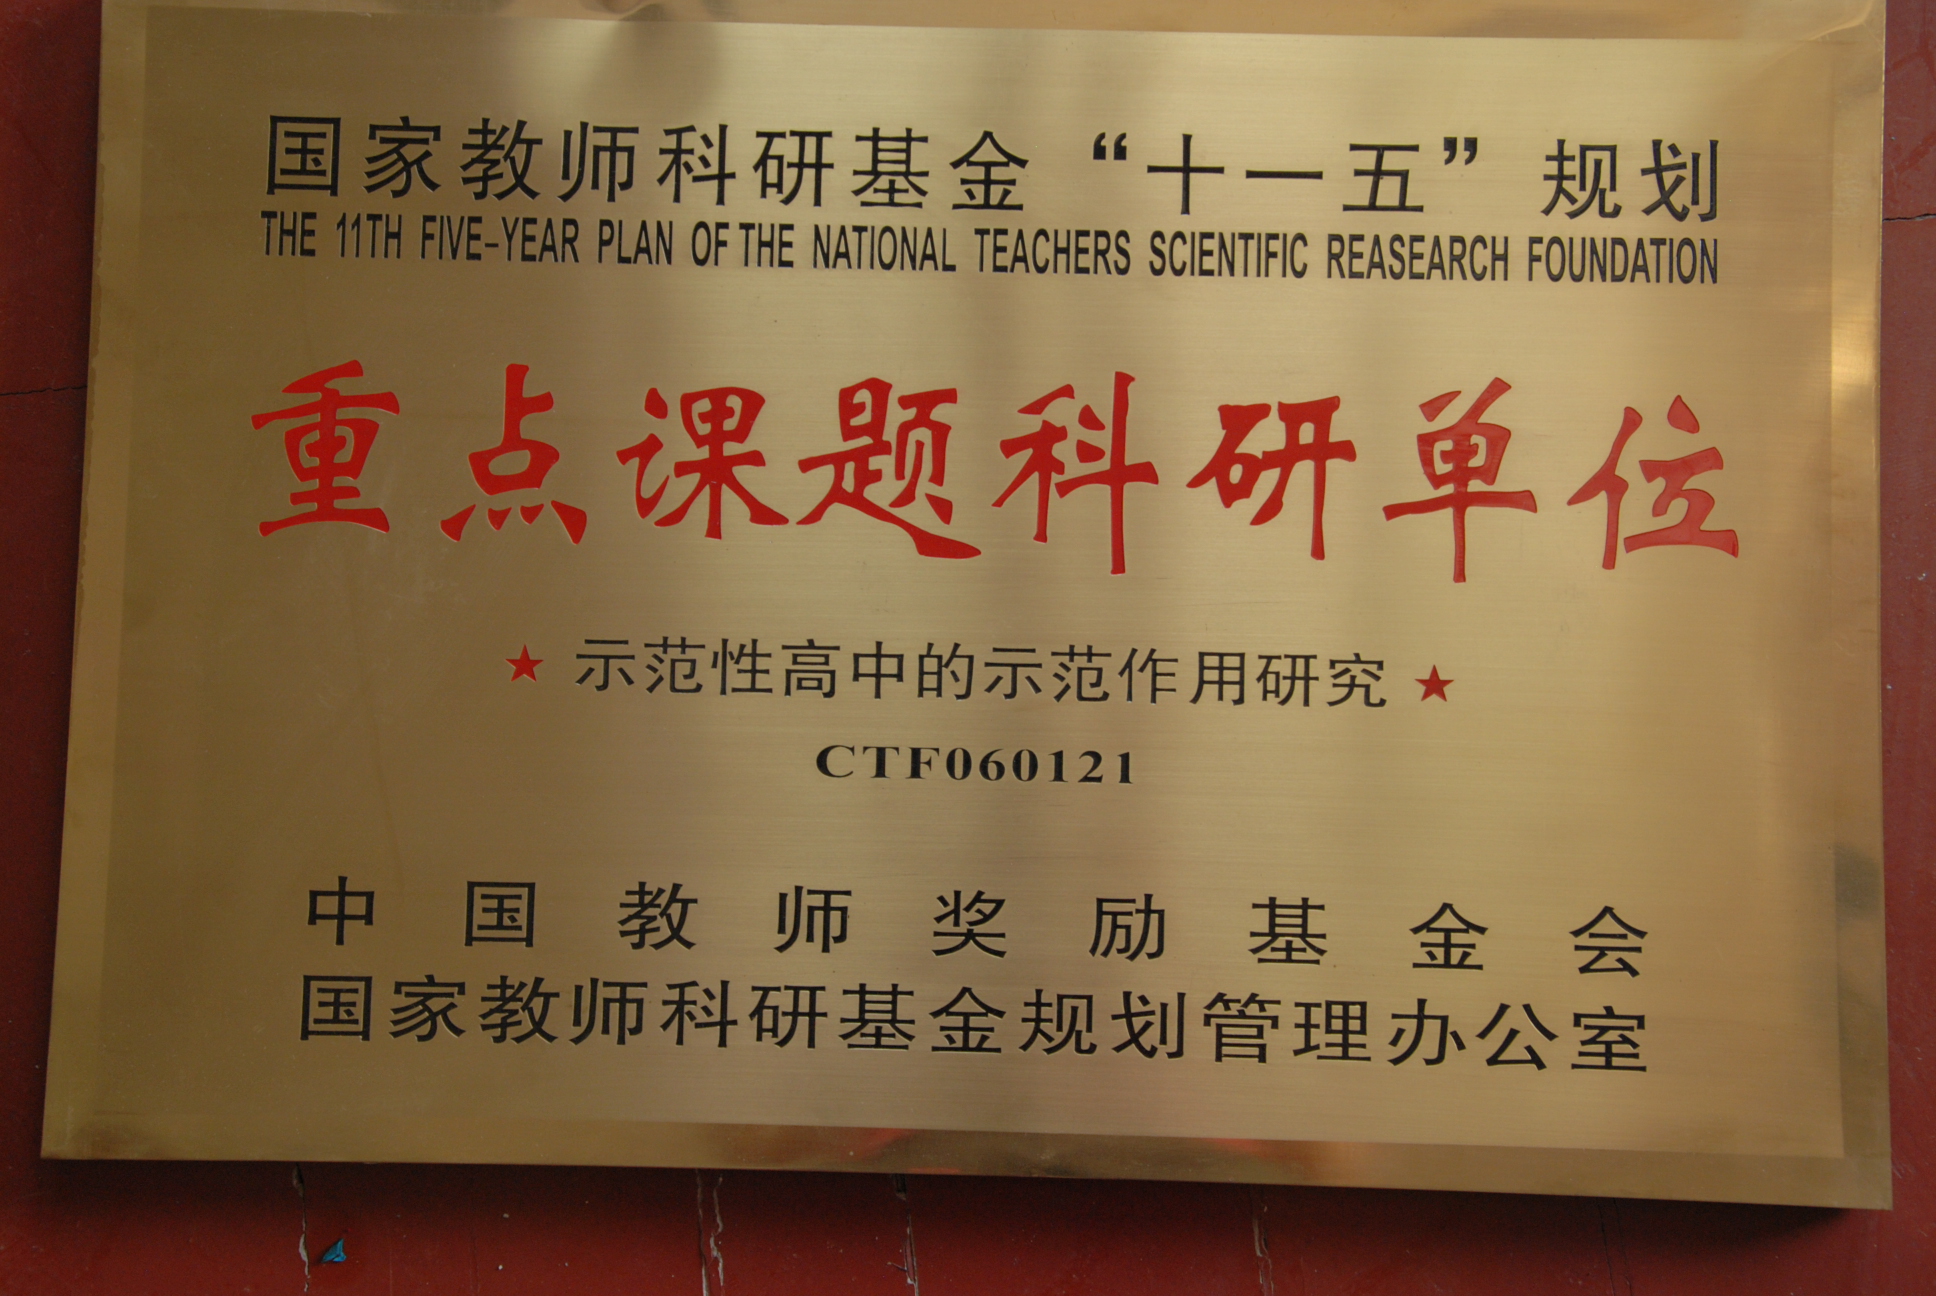 国家教师科研基金“十一五”规划
THE 11TH FIVE-YEAR PLAN OF THE NATIONAL TEACHERS SCIENTIFIC REASEARCH FOUNDATION
重点课题科研单位
★ 示范性高中的示范作用研究 ★
CTF060121
中国教师奖励基金会
国家教师科研基金规划管理办公室